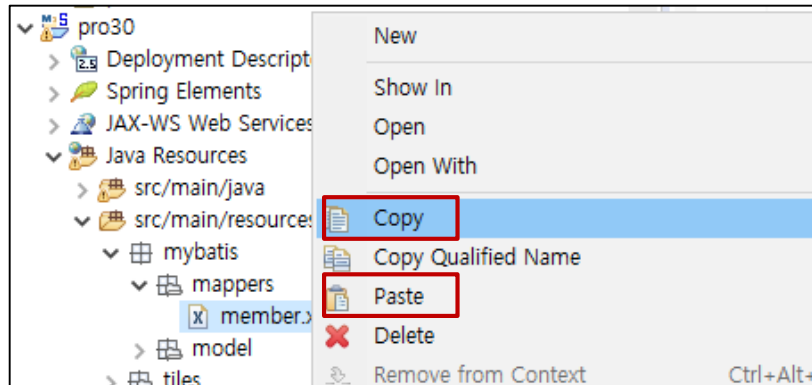 pro30
Deployment Descript
Spring Elements
JAX-WS Web Services
Java Resources
src/main/java
src/main/resources
mybatis
mappers
member.x
model
tiles
New
Show In
Open
Open With
Copy
Copy Qualified Name
Paste
Delete
Remove from Context Ctrl+Alt+